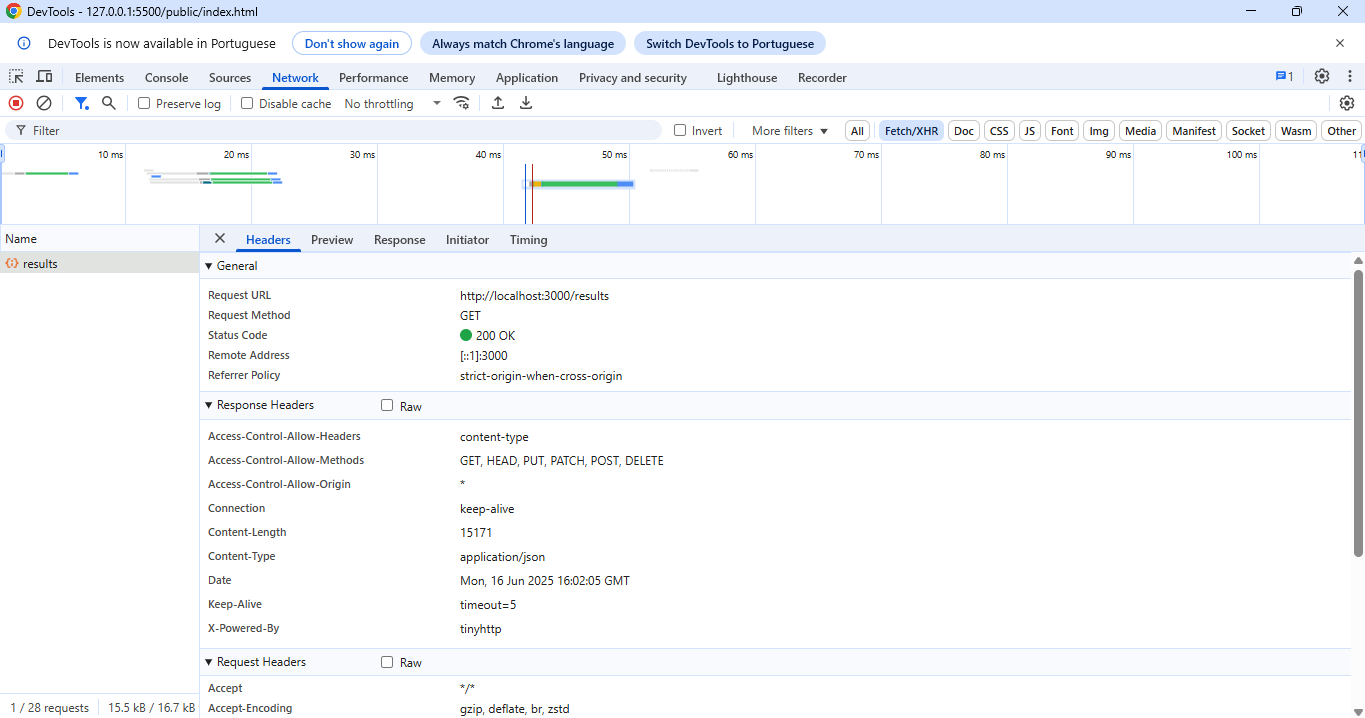 DevTools - 127.0.0.1:5500/public/index.html
DevTools is now available in Portuguese Don't show again Always match Chrome's language Switch DevTools to Portuguese
Elements Console Sources Network Performance Memory Application Privacy and security Lighthouse Recorder 1
Preserve log Disable cache No throttling
Filter Invert More filters All Fetch/XHR Doc CSS JS Font Img Media Manifest Socket Wasm Other
10 ms 20 ms 30 ms 40 ms 50 ms 60 ms 70 ms 80 ms 90 ms 100 ms 11
Name Headers Preview Response Initiator Timing
results
General
Request URL http://localhost:3000/results
Request Method GET
Status Code 200 OK
Remote Address [::1]:3000
Referrer Policy strict-origin-when-cross-origin
Response Headers Raw
Access-Control-Allow-Headers content-type
Access-Control-Allow-Methods GET, HEAD, PUT, PATCH, POST, DELETE
Access-Control-Allow-Origin *
Connection keep-alive
Content-Length 15171
Content-Type application/json
Date Mon, 16 Jun 2025 16:02:05 GMT
Keep-Alive timeout=5
X-Powered-By tinyhttp
Request Headers Raw
Accept */*
Accept-Encoding gzip, deflate, br, zstd
1 / 28 requests 15.5 kB / 16.7 kB